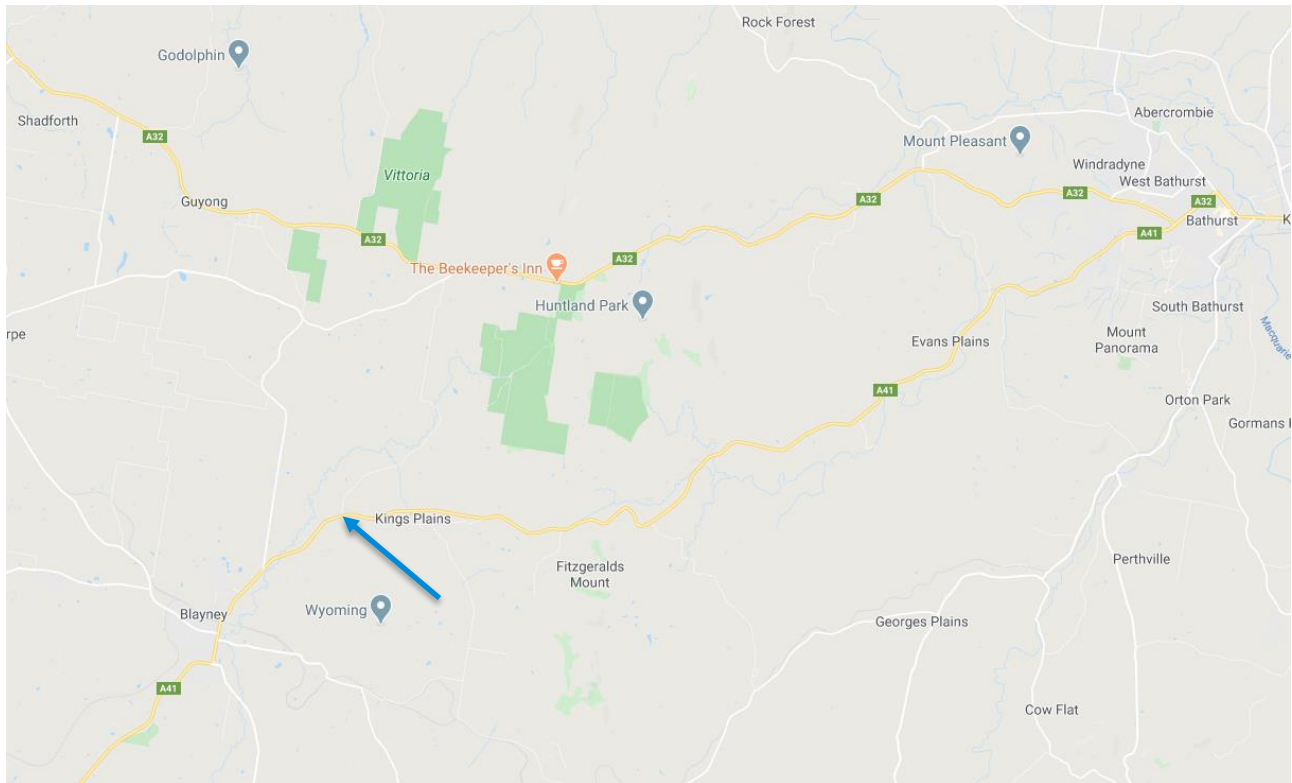 Rock Forest
Godolphin
Abercrombie
Shadforth
A32
Mount Pleasant
Windradyne
Vittoria
West Bathurst
A32
A32
Guyong
A32
Bathurst
K
A41
A32
A32
The Beekeeper's Inn
Huntland Park
South Bathurst
Macquarie
rpe
Evans Plains
Mount
Panorama
A41
Orton Park
Gormans
Kings Plains
Fitzgeralds
Mount
Perthville
Wyoming
Blayney
Georges Plains
A41
Cow Flat